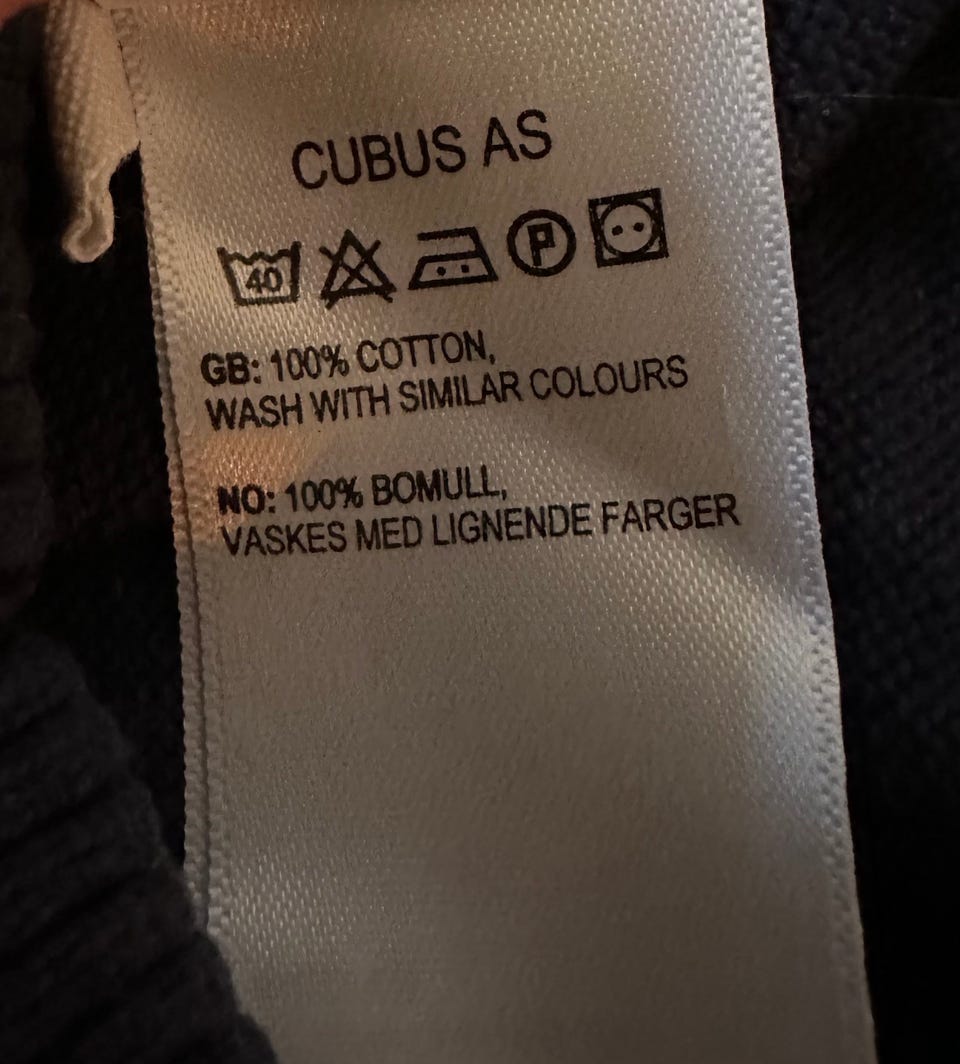 CUBUS AS
40 P
GB: 100% COTTON,
WASH WITH SIMILAR COLOURS
NO: 100% BOMULL,
VASKES MED LIGNENDE FARGER